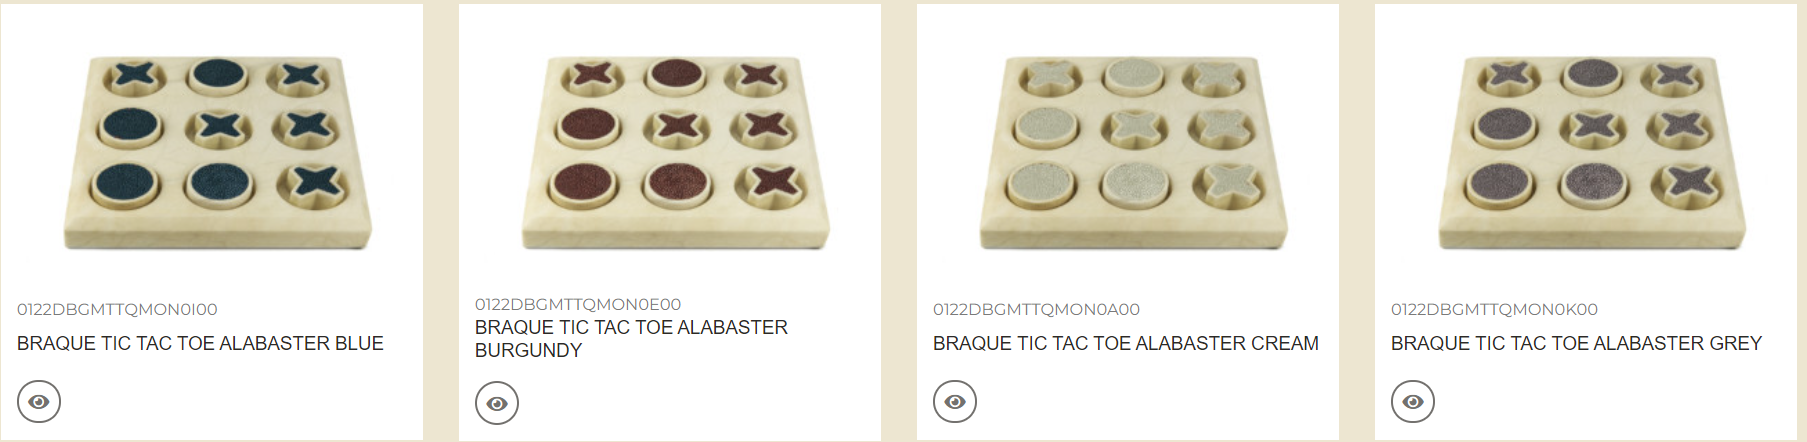 0122DBGMTTQMON0I00
BRAQUE TIC TAC TOE ALABASTER BLUE
0122DBGMTTQMON0E00
BRAQUE TIC TAC TOE ALABASTER
BURGUNDY
0122DBGMTTQMON0A00
BRAQUE TIC TAC TOE ALABASTER CREAM
0122DBGMTTQMON0K00
BRAQUE TIC TAC TOE ALABASTER GREY